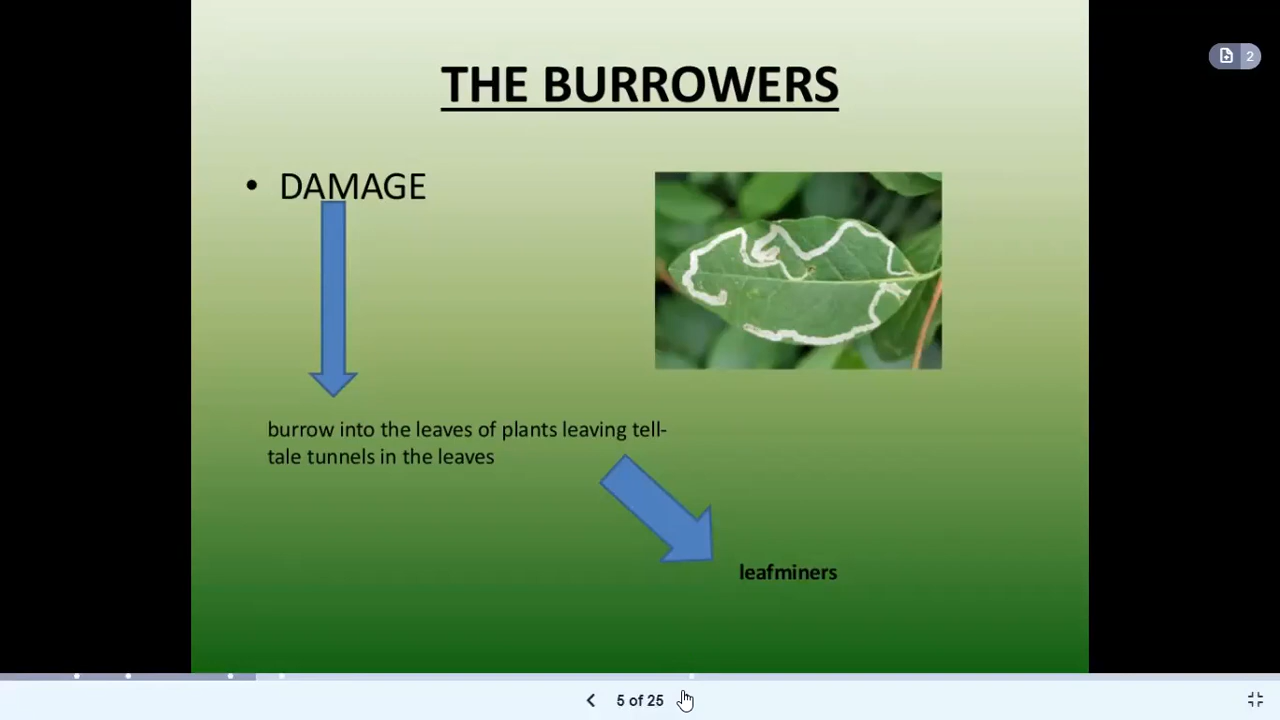 THE BURROWERS
• DAMAGE
burrow into the leaves of plants leaving tell-
tale tunnels in the leaves
leafminers
2
5 of 25